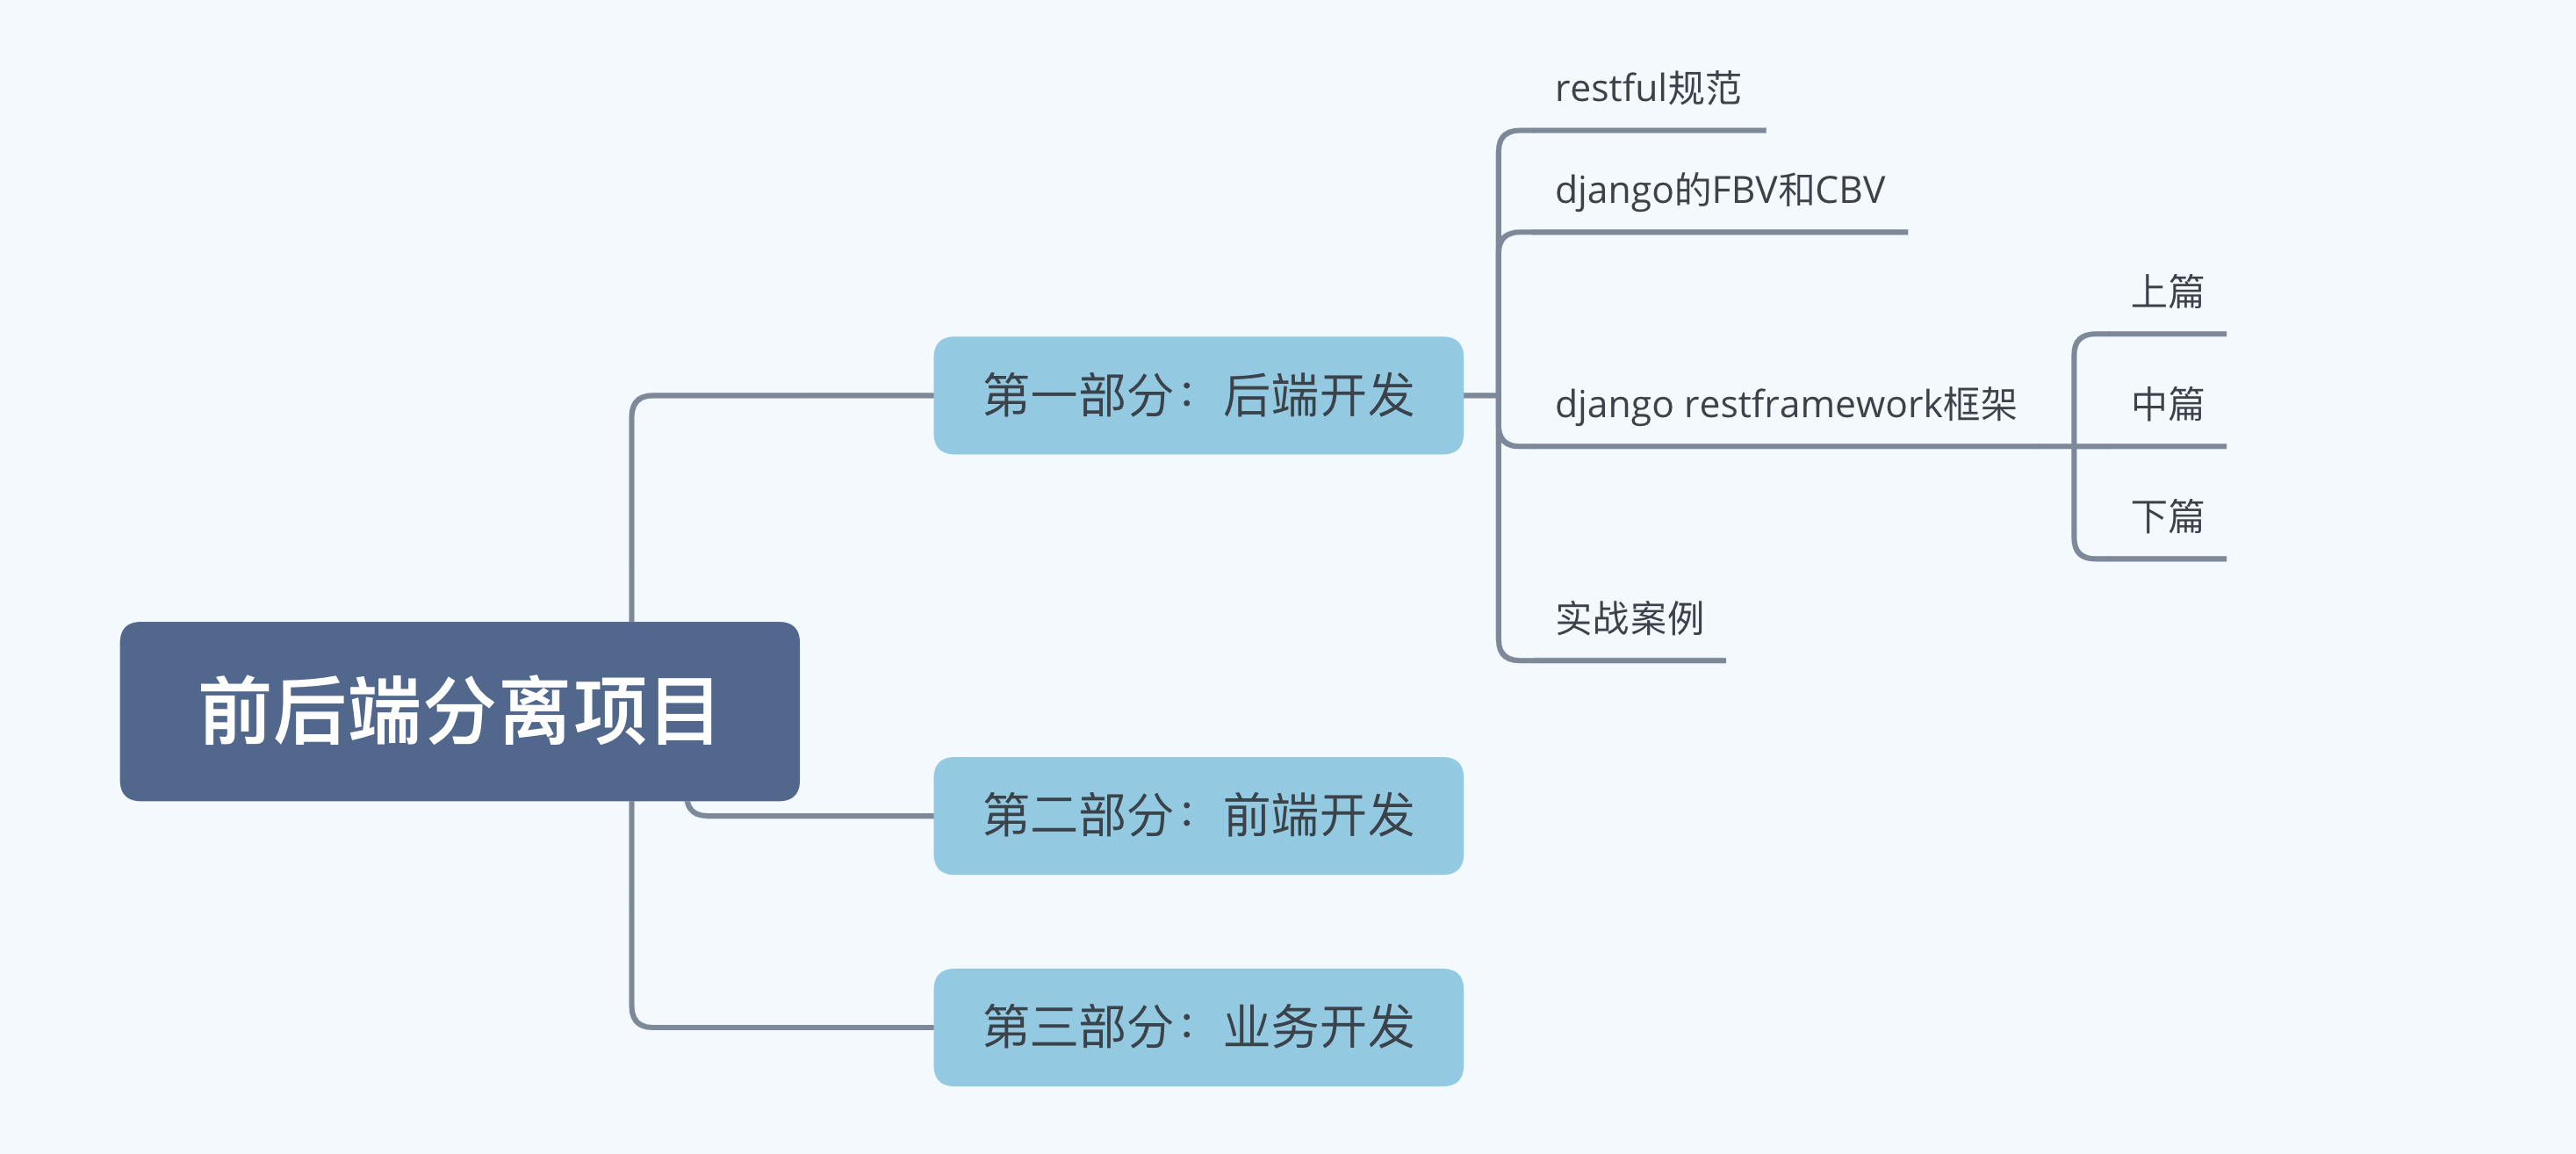 前后端分离项目
第一部分：后端开发
restful规范
django的FBV和CBV
django restframework框架
上篇
中篇
下篇
实战案例
第二部分：前端开发
第三部分：业务开发